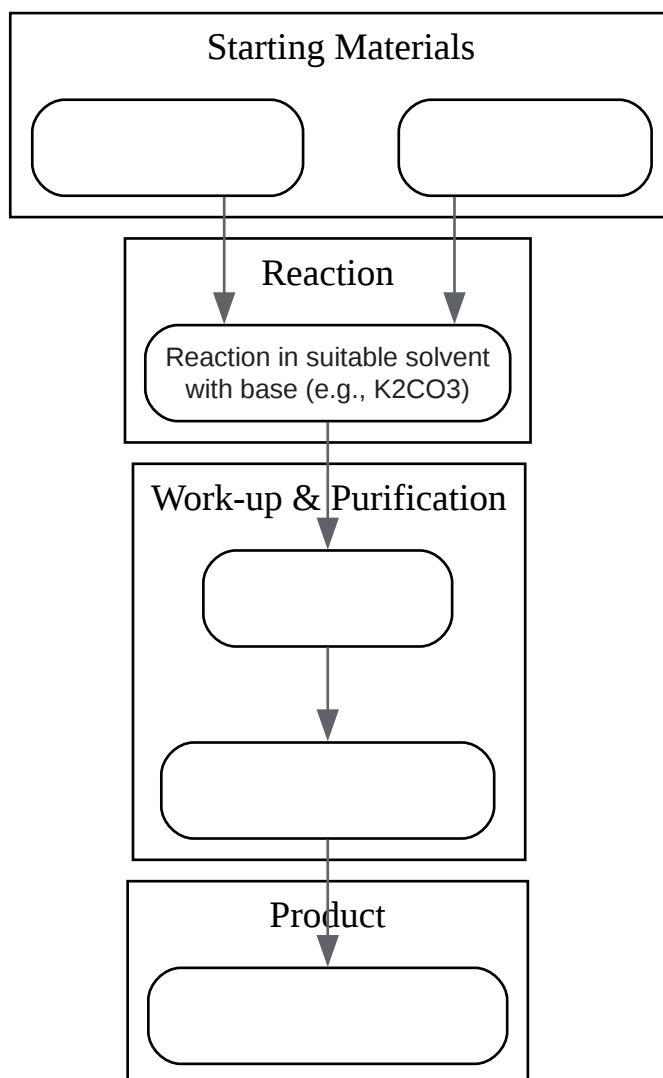 Starting Materials
Reaction
Reaction in suitable solvent
with base (e.g., K2CO3)
Work-up & Purification
Product